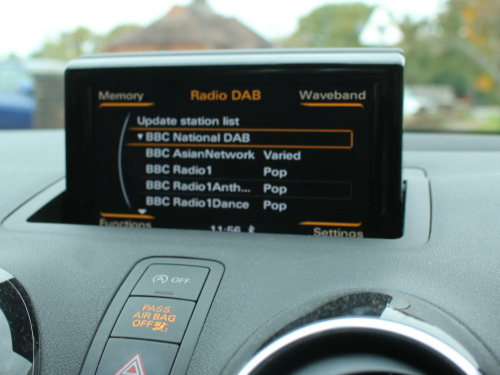 Memory Radio DAB Waveband
Update station list
BBC National DAB
BBC AsianNetwork Varied
BBC Radio1 Pop
BBC Radio1Anth... Pop
BBC Radio1Dance Pop
Functions 11:56 Settings
OFF
PASS
AIR BAG
OFF